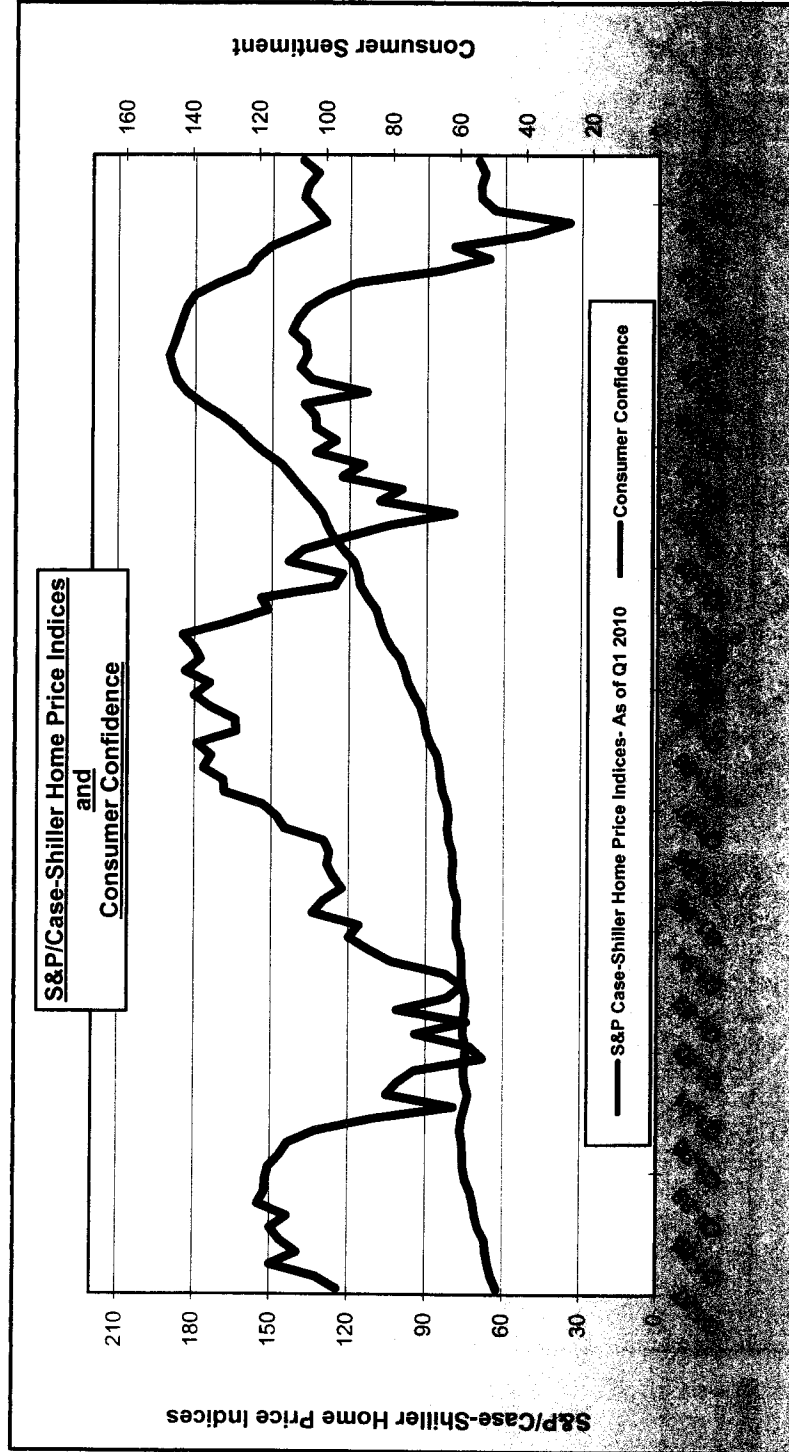 S&P/Case-Shiller Home Price Indices
and
Consumer Confidence
S&P/Case-Shiller Home Price Indices
210
180
150
120
90
60
30
0
Consumer Sentiment
160
140
120
100
80
60
40
20
S&P Case-Shiller Home Price Indices- As of Q1 2010
Consumer Confidence